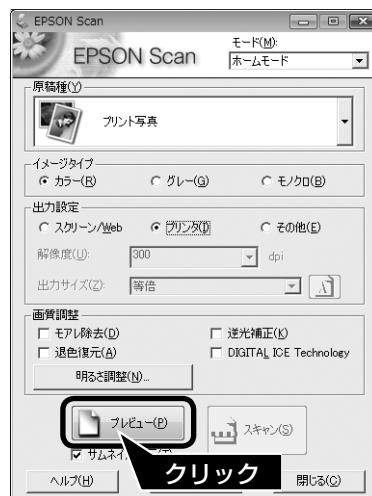 EPSON Scan
EPSON Scan
モード(M):
ホームモード
原稿種(Y)
プリント写真
イメージタイプ
カラー(R) グレー(G) モノクロ(B)
出力設定
スクリーン/Web プリンタ(I) その他(E)
解像度(U): 300 dpi
出力サイズ(Z): 等倍
画質調整
モアレ除去(D) 逆光補正(K)
退色復元(A) DIGITAL ICE Technology
明るさ調整(N)...
プレビュー(P) スキャン(S)
サムネイ
クリック
ヘルプ(H) 閉じる(C)